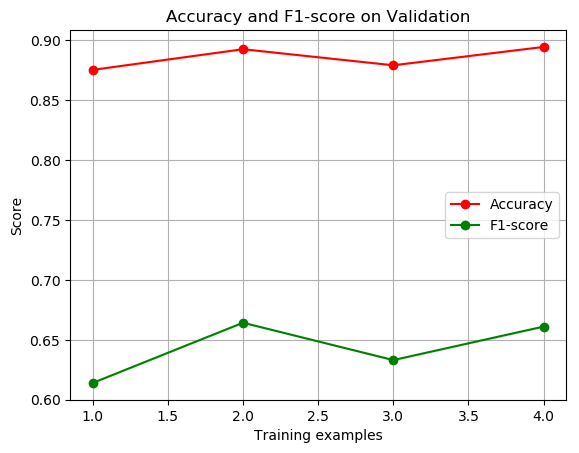 Accuracy and F1-score on Validation
0.90
0.85
0.80
0.75
0.70
0.65
0.60
Score
Accuracy
F1-score
1.0 1.5 2.0 2.5 3.0 3.5 4.0
Training examples